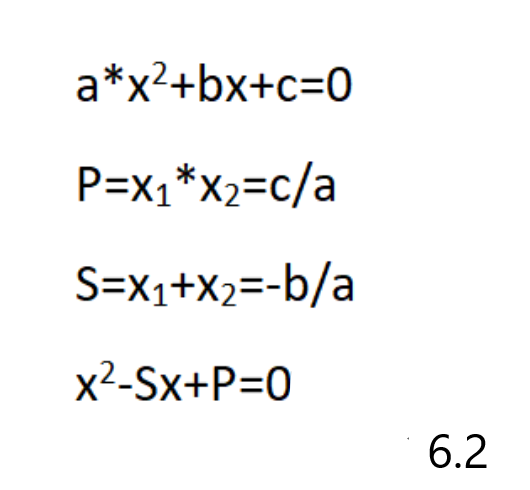 a*x²+bx+c=0
P=x₁*x₂=c/a
S=x₁+x₂=-b/a
x²-Sx+P=0
6.2